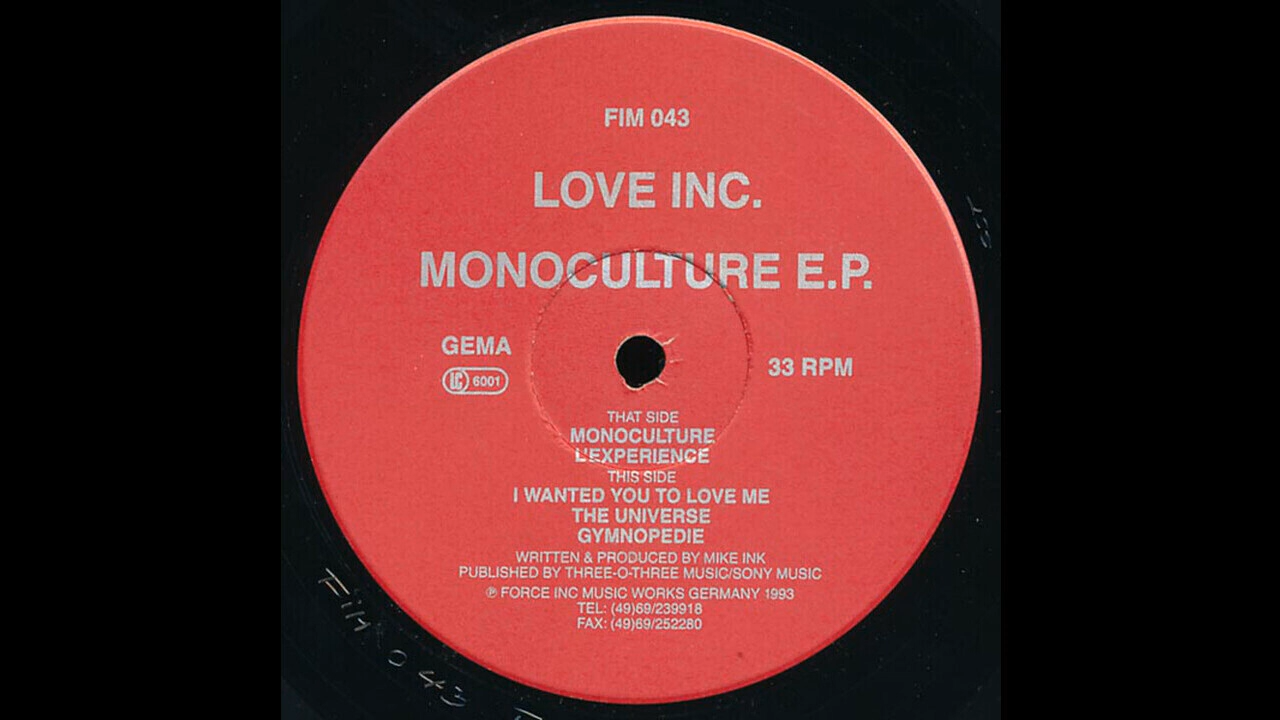 FIM 043
LOVE INC.
MONOCULTURE E.P.
GEMA
LC 6001
33 RPM
THAT SIDE
MONOCULTURE
L'EXPERIENCE
THIS SIDE
I WANTED YOU TO LOVE ME
THE UNIVERSE
GYMNOPEDIE
WRITTEN & PRODUCED BY MIKE INK
PUBLISHED BY THREE-O-THREE MUSIC/SONY MUSIC
℗ FORCE INC MUSIC WORKS GERMANY 1993
TEL: (49)69/239918
FAX: (49)69/252280
FIM 043